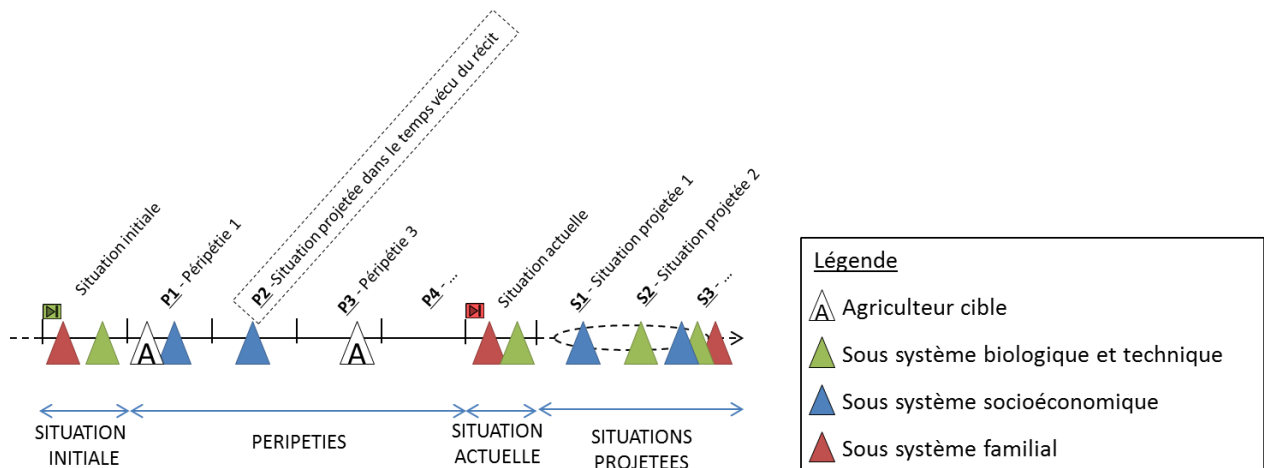 Situation initiale
P1 - Péripétie 1
P2 -Situation projetée dans le temps vécu du récit
P3 - Péripétie 3
P4 - ...
Situation actuelle
S1 - Situation projetée 1
S2 - Situation projetée 2
S3 - ...
A
A
SITUATION
INITIALE
PERIPETIES
SITUATION
ACTUELLE
SITUATIONS
PROJETEES
Légende
A Agriculteur cible
Sous système biologique et technique
Sous système socioéconomique
Sous système familial